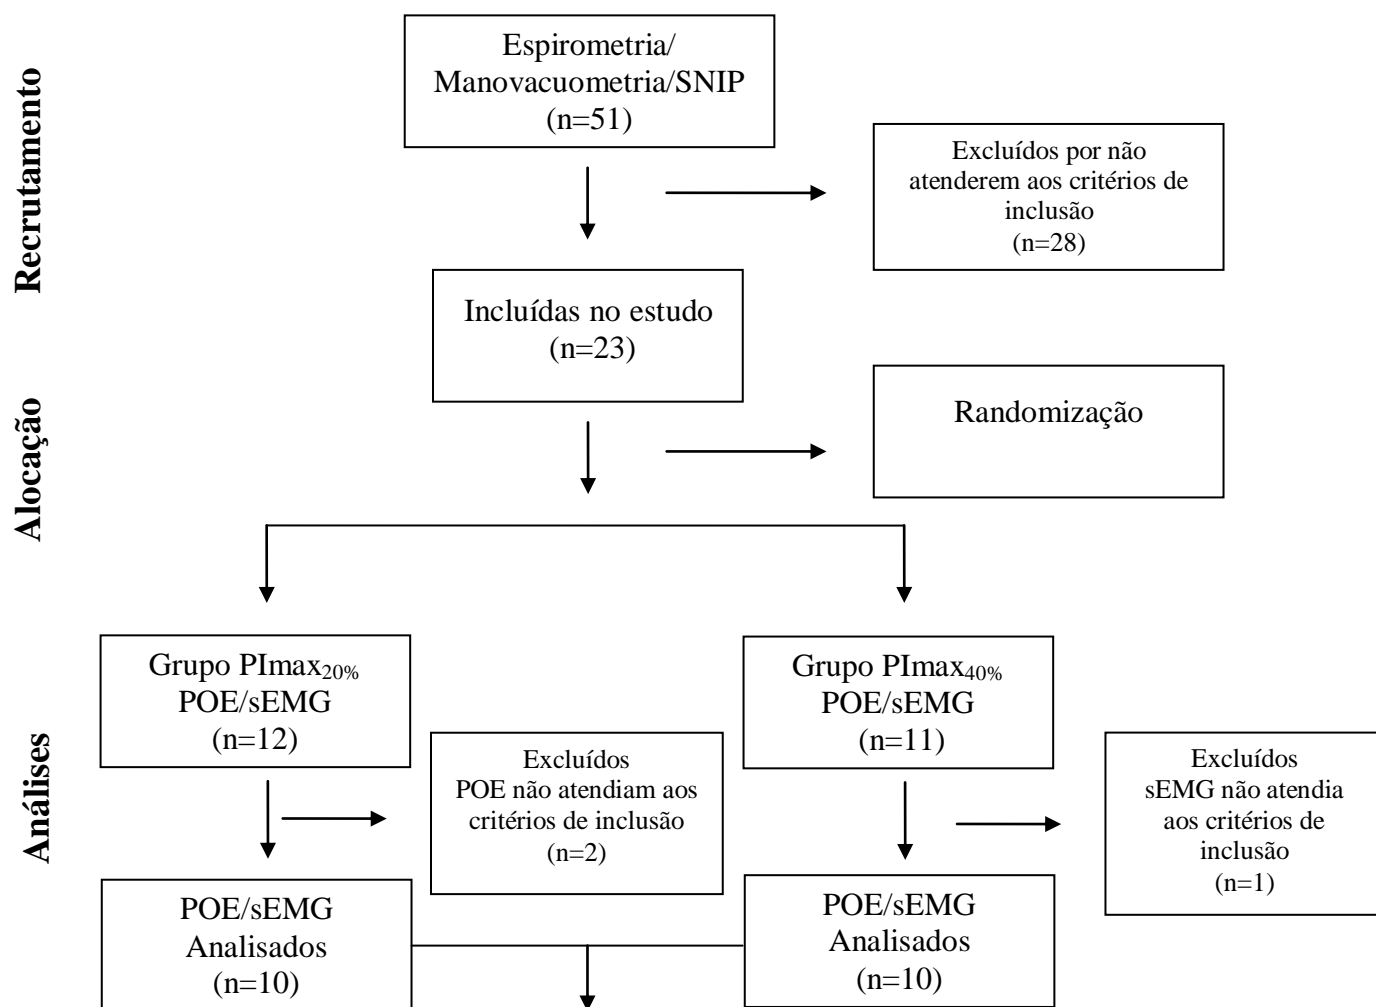 Recrutamento
Espirometria/
Manovacuometria/SNIP
(n=51)
Excluídos por não
atenderem aos critérios de
inclusão
(n=28)
Incluídas no estudo
(n=23)
Alocação
Randomização
Análises
Grupo PImax20%
POE/sEMG
(n=12)
Excluídos
POE não atendiam aos
critérios de inclusão
(n=2)
Grupo PImax40%
POE/sEMG
(n=11)
Excluídos
sEMG não atendia
aos critérios de
inclusão
(n=1)
POE/sEMG
Analisados
(n=10)
POE/sEMG
Analisados
(n=10)